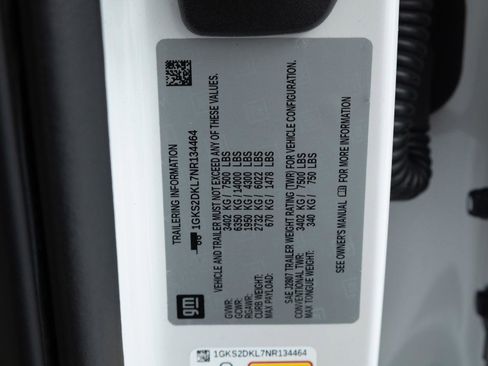 TRAILERING INFORMATION
1GKS2DKL7NR134464
VEHICLE AND TRAILER MUST NOT EXCEED ANY OF THESE VALUES.
GVWR: 3402 KG / 7500 LBS
GCWR: 6350 KG / 14000 LBS
RGAWR: 1950 KG / 4300 LBS
CURB WEIGHT: 2732 KG / 6022 LBS
MAX PAYLOAD: 670 KG / 1478 LBS
SAE J2807 TRAILER WEIGHT RATING (TWR) FOR VEHICLE CONFIGURATION.
CONVENTIONAL TWR: 3402 KG / 7500 LBS
MAX TONGUE WEIGHT: 340 KG / 750 LBS
SEE OWNER'S MANUAL FOR MORE INFORMATION
gm
1GKS2DKL7NR134464